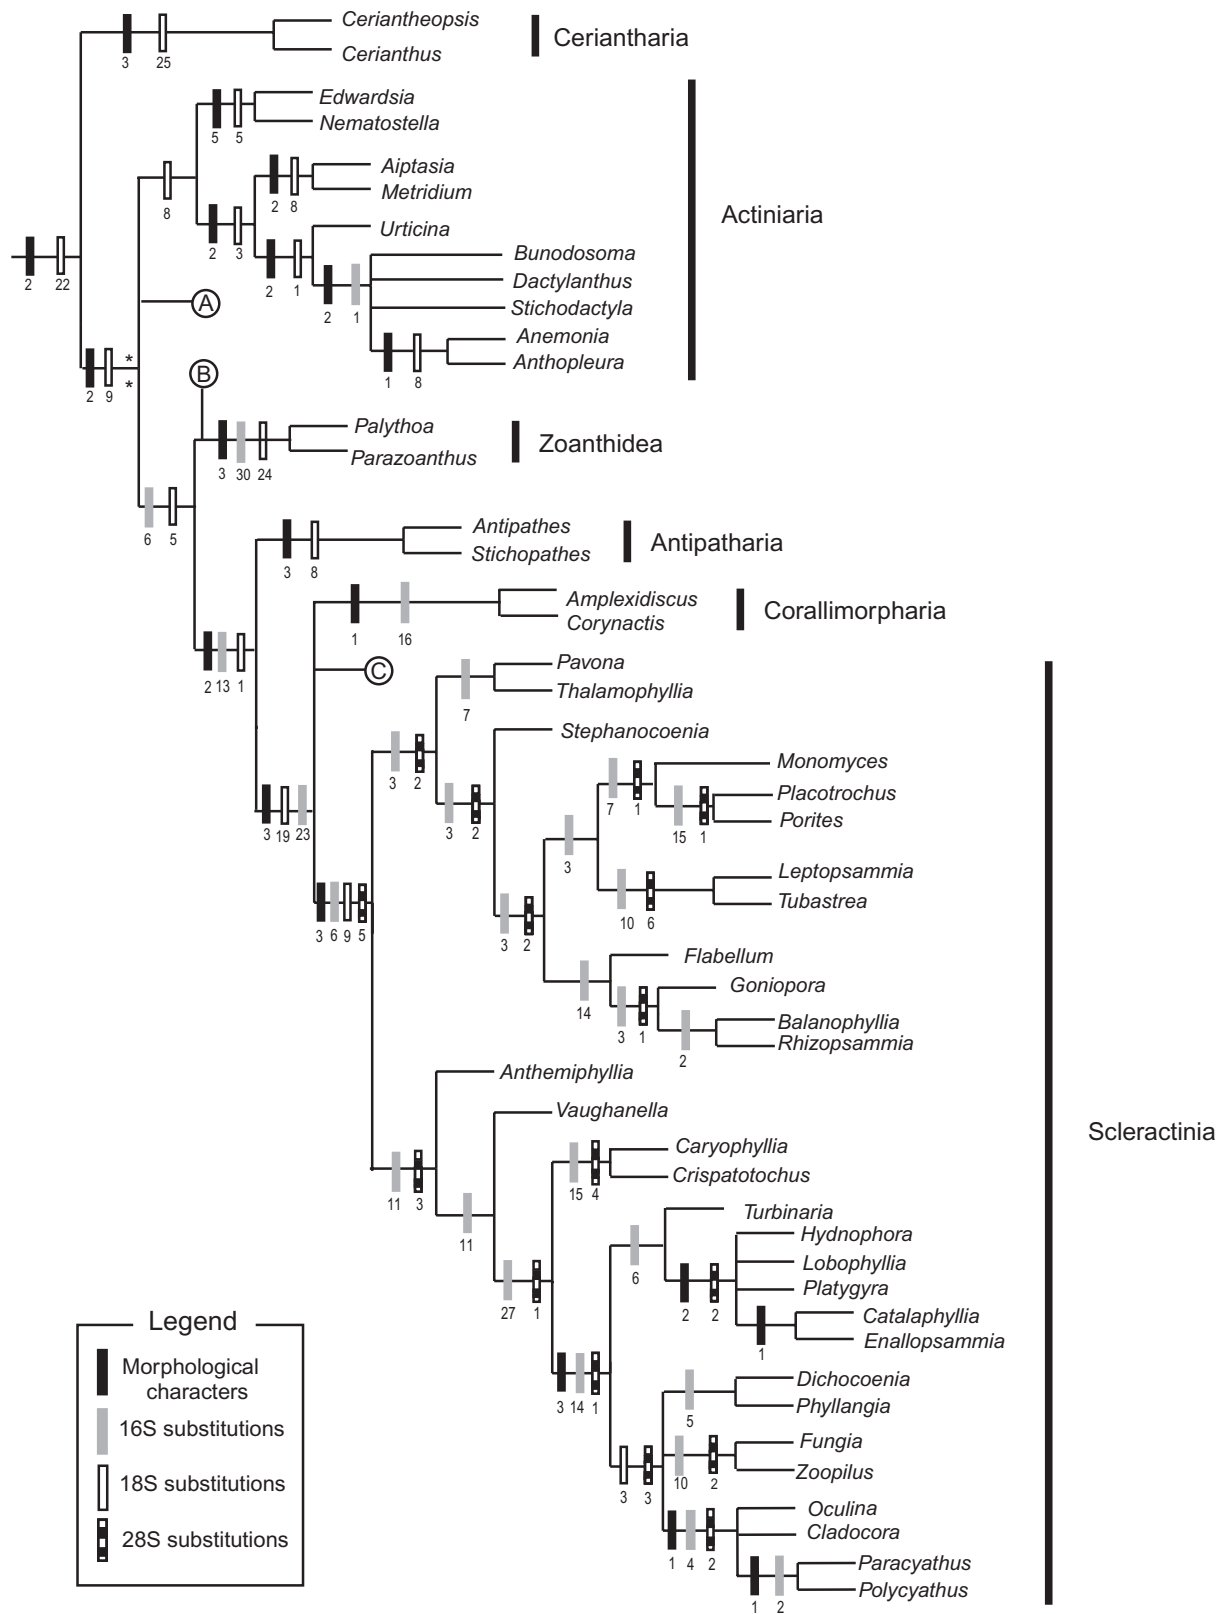 Ceriantheopsis
Cerianthus
3
25
Ceriantharia
Edwardsia
Nematostella
5
5
Aiptasia
Metridium
2
8
8
Urticina
2
3
Bunodosoma
Dactylanthus
Stichodactyla
2
1
Anemonia
Anthopleura
2
1
1
8
Actiniaria
2
22
A
*
*
2
9
B
Palythoa
Parazoanthus
3
30
24
Zoanthidea
6
5
Antipathes
Stichopathes
3
8
Antipatharia
Amplexidiscus
Corynactis
1
16
Corallimorpharia
2
13
1
C
Pavona
Thalamophyllia
7
Stephanocoenia
3
2
Monomyces
Placotrochus
Porites
7
1
15
1
3
2
3
3
19
23
Leptopsammia
Tubastrea
10
6
3
6
9
5
3
2
Flabellum
Goniopora
14
3
1
Balanophyllia
Rhizopsammia
2
Anthemiphyllia
Vaughanella
Caryophyllia
Crispatotochus
15
4
11
3
11
Scleractinia
Turbinaria
Hydnophora
Lobophyllia
Platygyra
6
27
1
2
2
Catalaphyllia
Enallopsammia
1
Dichocoenia
Phyllangia
3
14
1
5
Fungia
Zoopilus
10
2
3
3
Oculina
Cladocora
1
4
2
Paracyathus
Polycyathus
1
2
Legend
Morphological
characters
16S substitutions
18S substitutions
28S substitutions